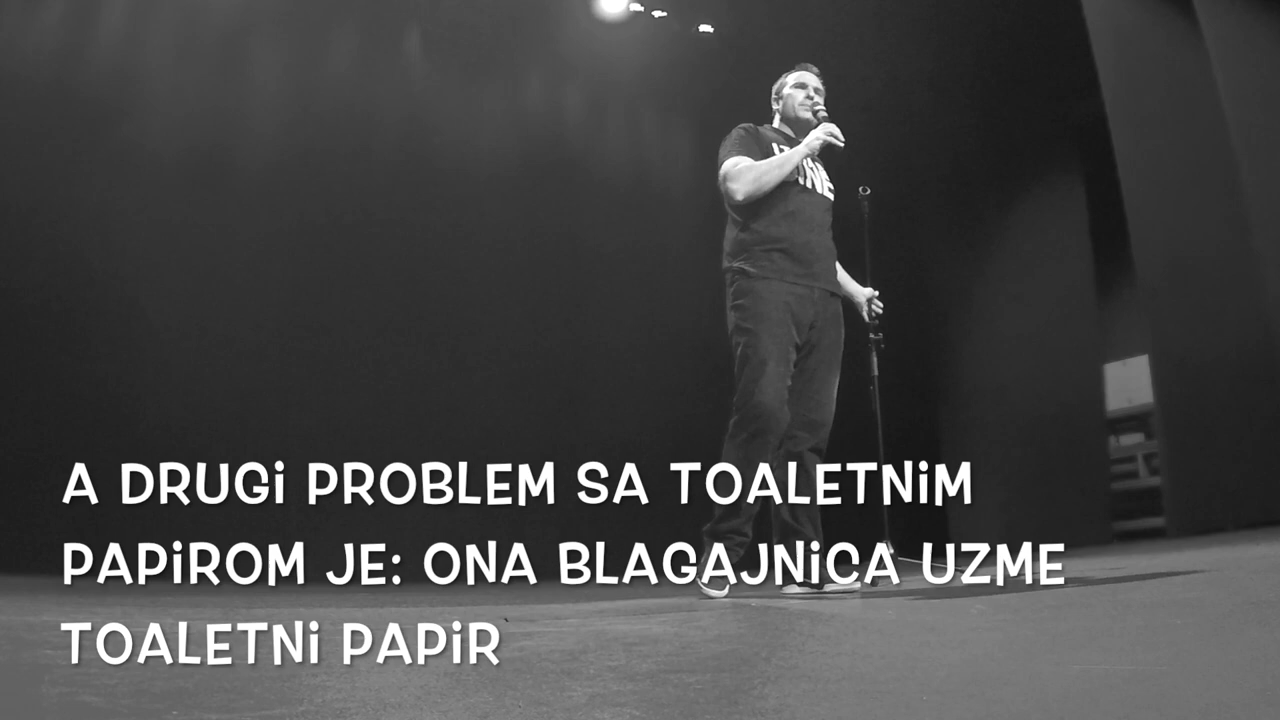 A DRUGI PROBLEM SA TOALETNIM
PAPIROM JE: ONA BLAGAJNICA UZME
TOALETNI PAPIR